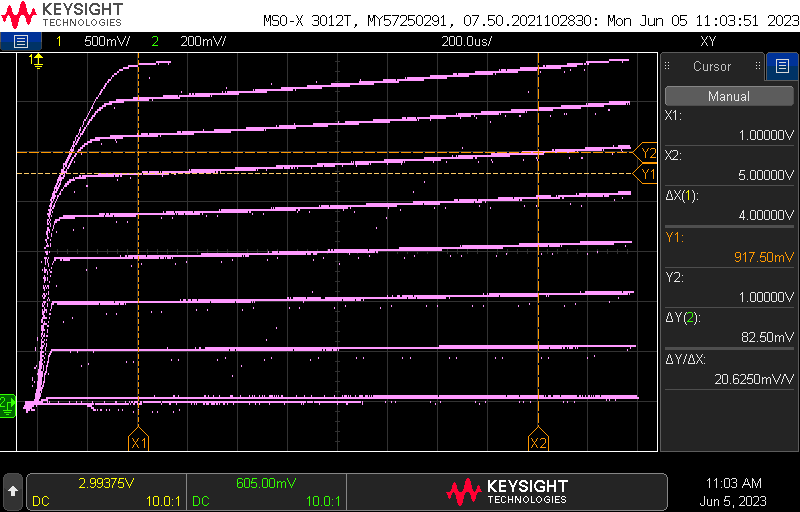 KEYSIGHT
TECHNOLOGIES
MSO-X 3012T, MY57250291, 07.50.2021102830: Mon Jun 05 11:03:51 2023
1 500mV/ 2 200mV/ 200.0us/ XY
1
Cursor
Manual
X1:
1.00000V
X2:
5.00000V
ΔX(1):
4.00000V
Y1:
917.50mV
Y2:
1.00000V
ΔY(2):
82.50mV
ΔY/ΔX:
20.6250mV/V
Y2
Y1
2
X1 X2
2.99375V 605.00mV
DC 10.0:1 DC 10.0:1
KEYSIGHT
TECHNOLOGIES
11:03 AM
Jun 5, 2023